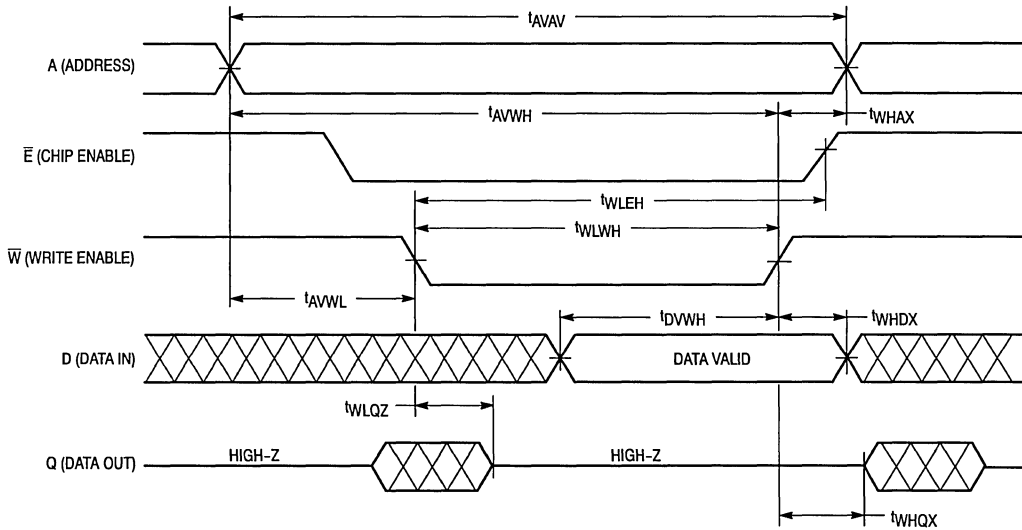 tAVAV
A (ADDRESS)
tAVWH
tWHAX
E (CHIP ENABLE)
tWLEH
tWLWH
W (WRITE ENABLE)
tAVWL
tDVWH
tWHDX
D (DATA IN)
DATA VALID
tWLQZ
HIGH-Z
HIGH-Z
Q (DATA OUT)
tWHQX